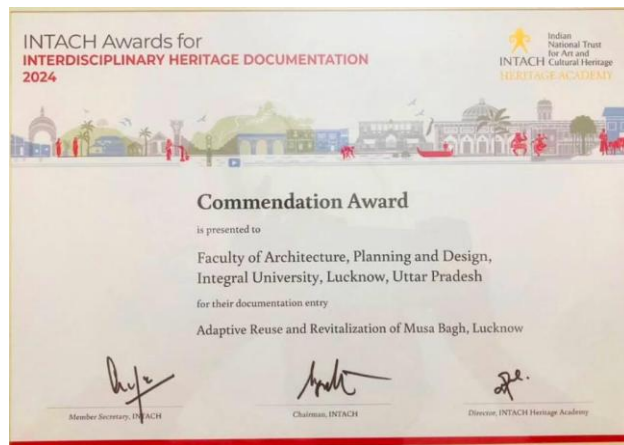 INTACH Awards for
INTERDISCIPLINARY HERITAGE DOCUMENTATION
2024
Indian
National Trust
for Art and
INTACH Cultural Heritage
HERITAGE ACADEMY
Commendation Award
is presented to
Faculty of Architecture, Planning and Design,
Integral University, Lucknow, Uttar Pradesh
for their documentation entry
Adaptive Reuse and Revitalization of Musa Bagh, Lucknow
Member Secretary, INTACH
Chairman, INTACH
Director, INTACH Heritage Academy